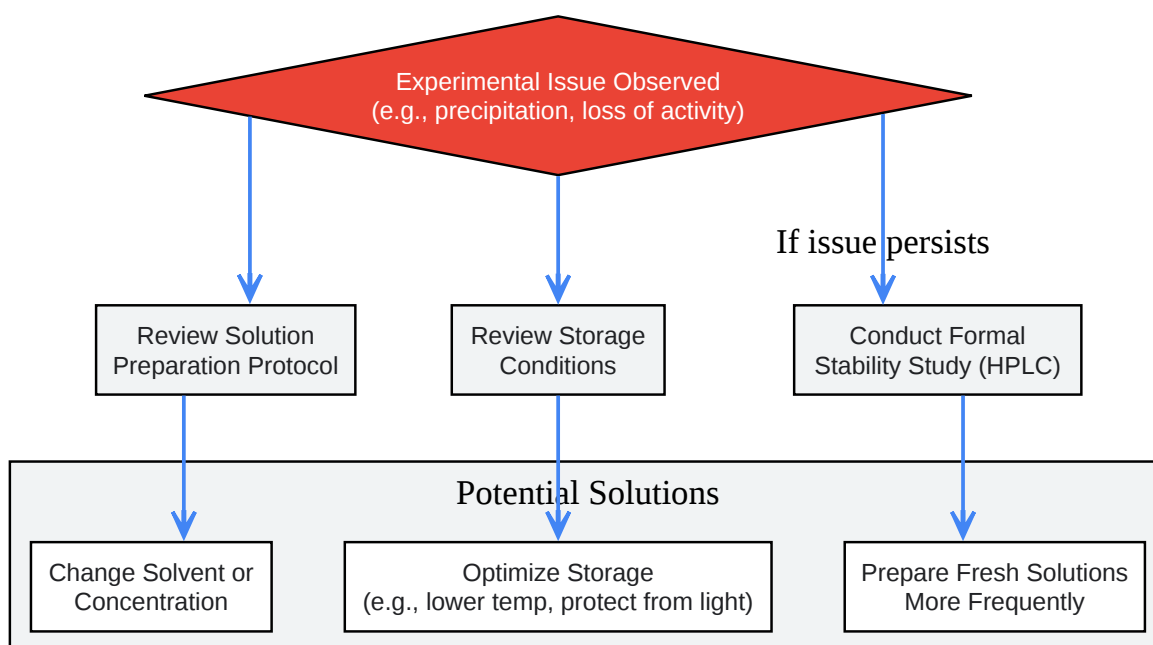 Experimental Issue Observed
(e.g., precipitation, loss of activity)
If issue persists
Review Solution
Preparation Protocol
Review Storage
Conditions
Conduct Formal
Stability Study (HPLC)
Potential Solutions
Change Solvent or
Concentration
Optimize Storage
(e.g., lower temp, protect from light)
Prepare Fresh Solutions
More Frequently